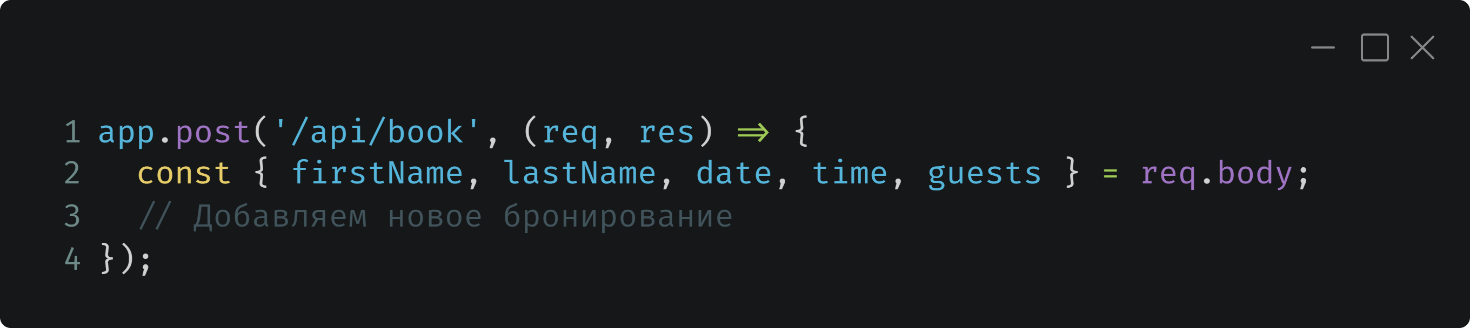 1 app.post('/api/book', (req, res) => {
2   const { firstName, lastName, date, time, guests } = req.body;
3   // Добавляем новое бронирование
4 });